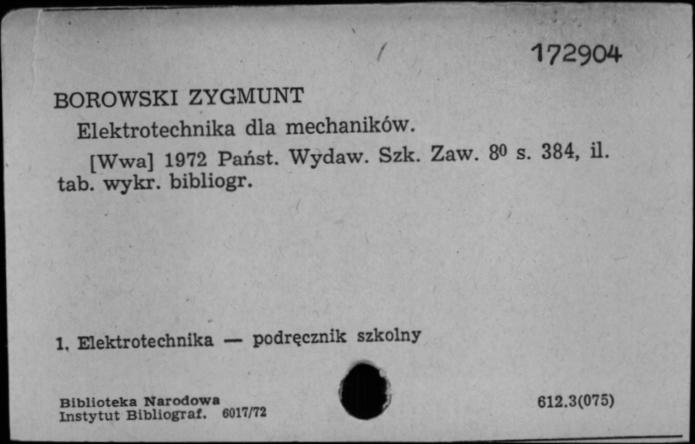 172904
BOROWSKI ZYGMUNT
Elektrotechnika dla mechaników.
[Wwa] 1972 Państ. Wydaw. Szk. Zaw. 8⁰ s. 384, il.
tab. wykr. bibliogr.
1. Elektrotechnika — podręcznik szkolny
Biblioteka Narodowa
Instytut Bibliograf. 6017/72
612.3(075)